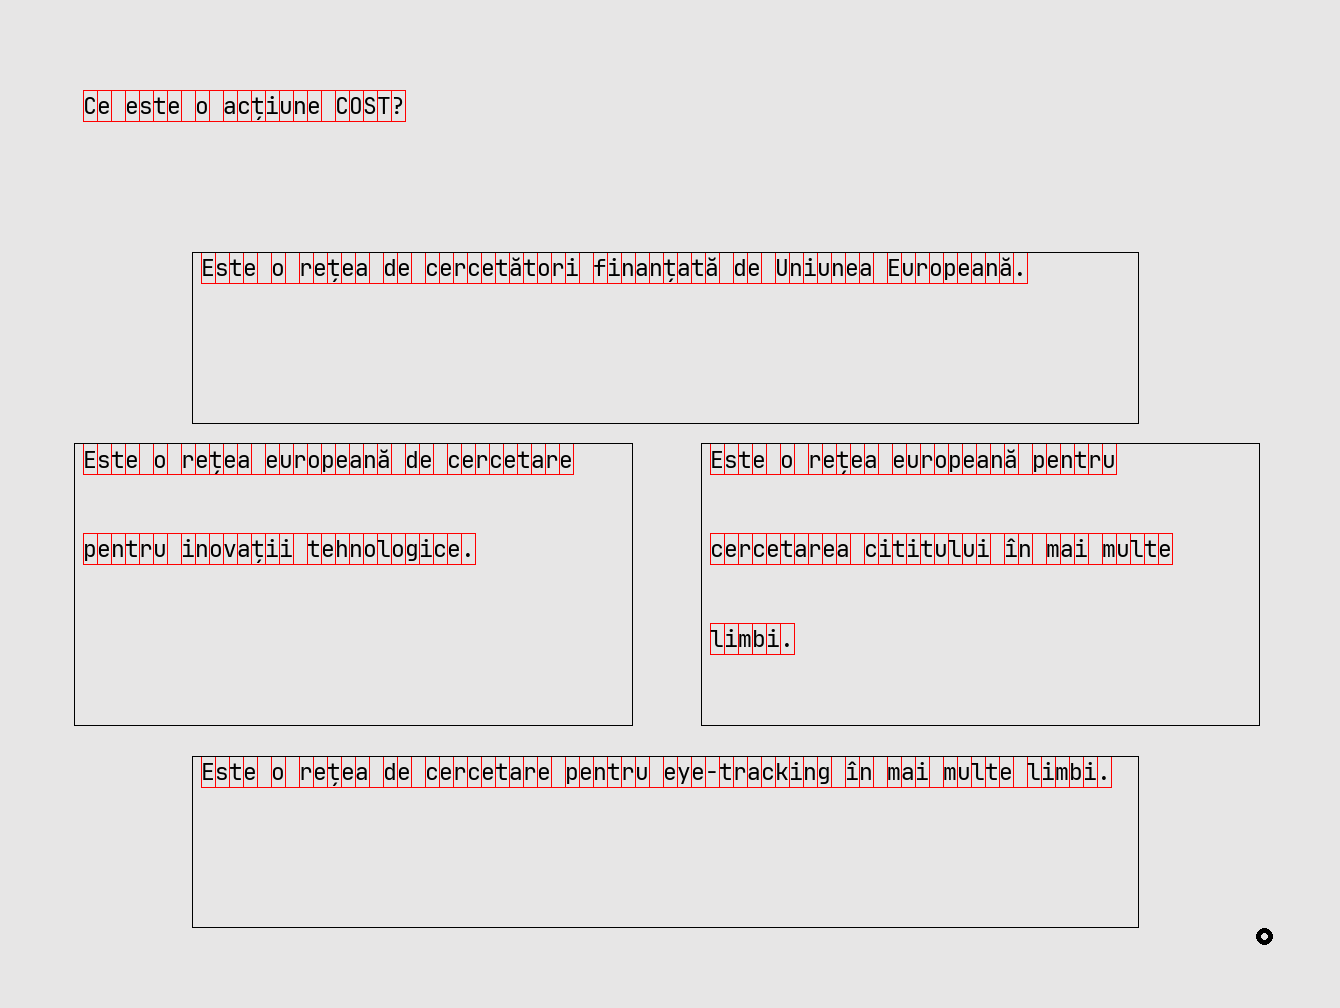 Ce este o acțiune COST?
Este o rețea de cercetători finanțată de Uniunea Europeană.
Este o rețea europeană de cercetare
pentru inovații tehnologice.
Este o rețea europeană pentru
cercetarea cititului în mai multe
limbi.
Este o rețea de cercetare pentru eye-tracking în mai multe limbi.